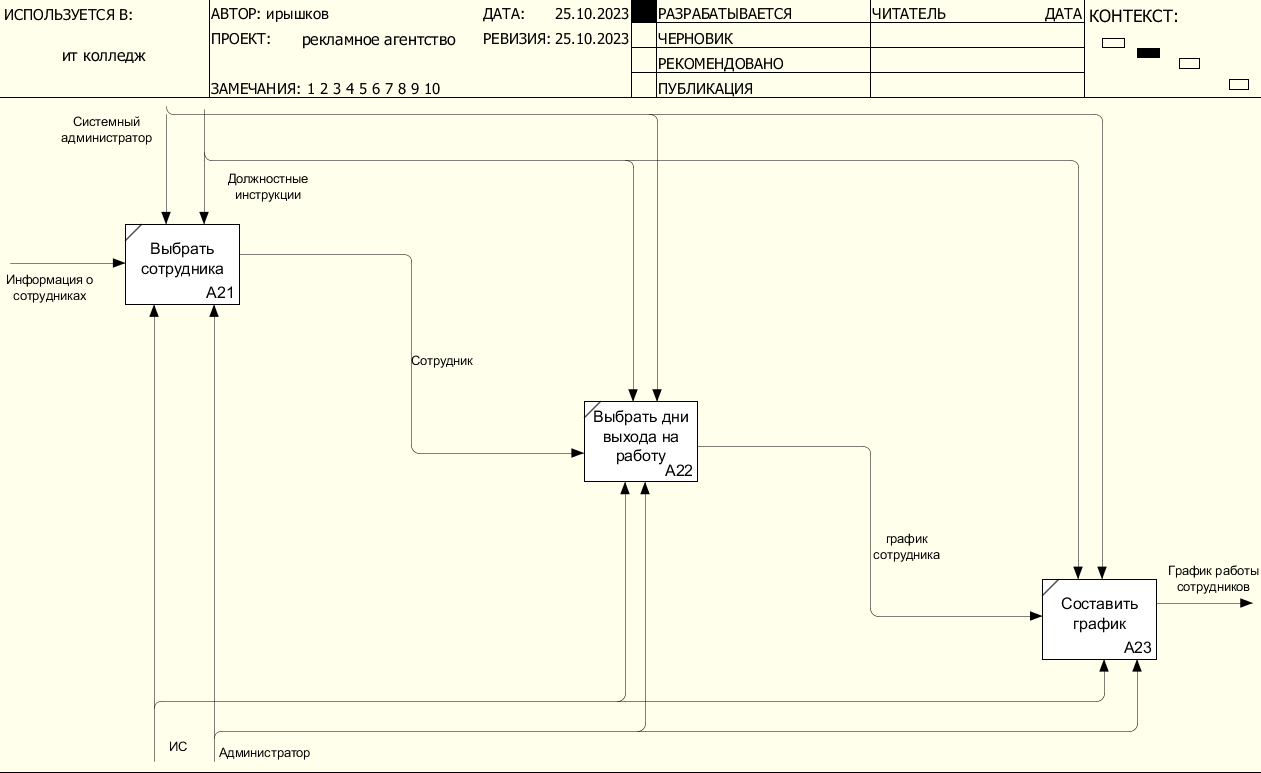 ИСПОЛЬЗУЕТСЯ В:
ит колледж
АВТОР: ирышков
ДАТА: 25.10.2023
ПРОЕКТ: рекламное агентство
РЕВИЗИЯ: 25.10.2023
ЗАМЕЧАНИЯ: 1 2 3 4 5 6 7 8 9 10
РАЗРАБАТЫВАЕТСЯ
ЧЕРНОВИК
РЕКОМЕНДОВАНО
ПУБЛИКАЦИЯ
ЧИТАТЕЛЬ
ДАТА
КОНТЕКСТ:
Системный
администратор
Должностные
инструкции
Выбрать
сотрудника
A21
Информация о
сотрудниках
Сотрудник
Выбрать дни
выхода на
работу
A22
график
сотрудника
График работы
сотрудников
Составить
график
A23
ИС
Администратор